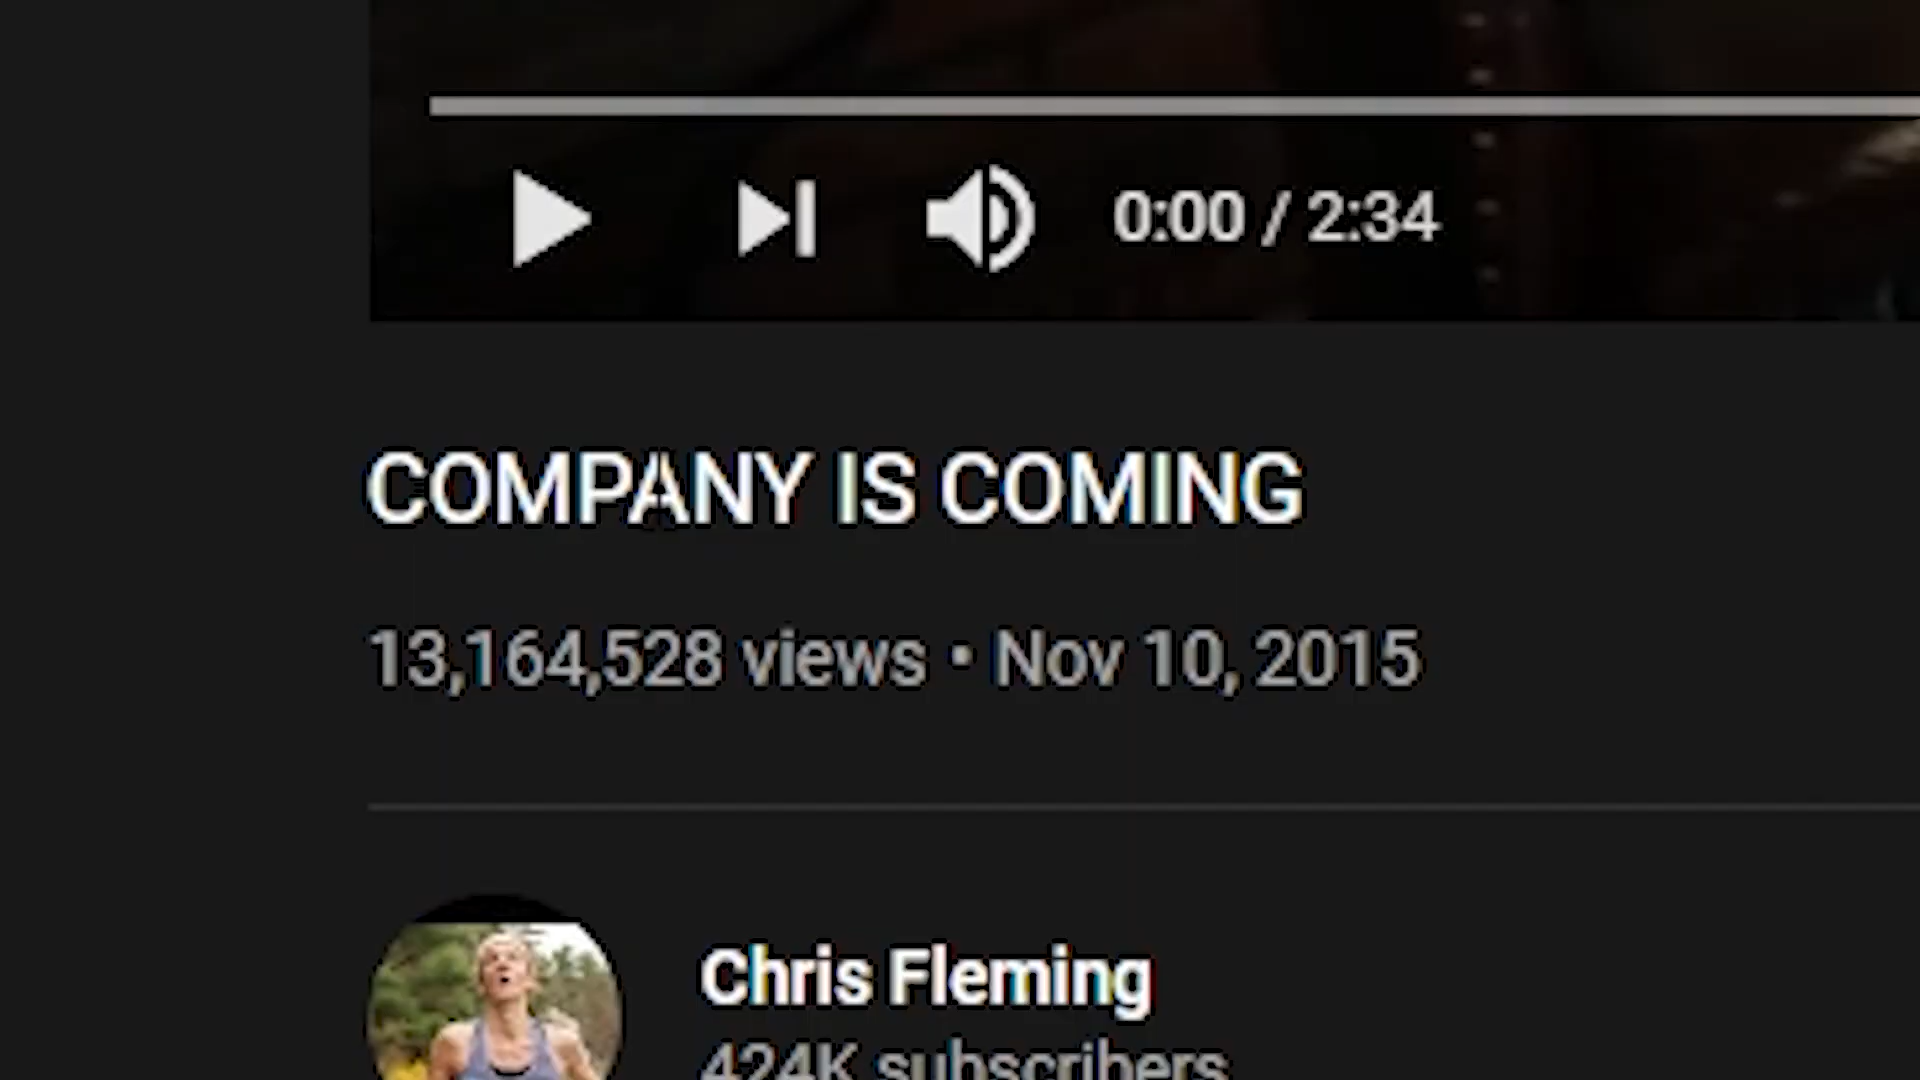 0:00 / 2:34
COMPANY IS COMING
13,164,528 views • Nov 10, 2015
Chris Fleming
424K subscribers